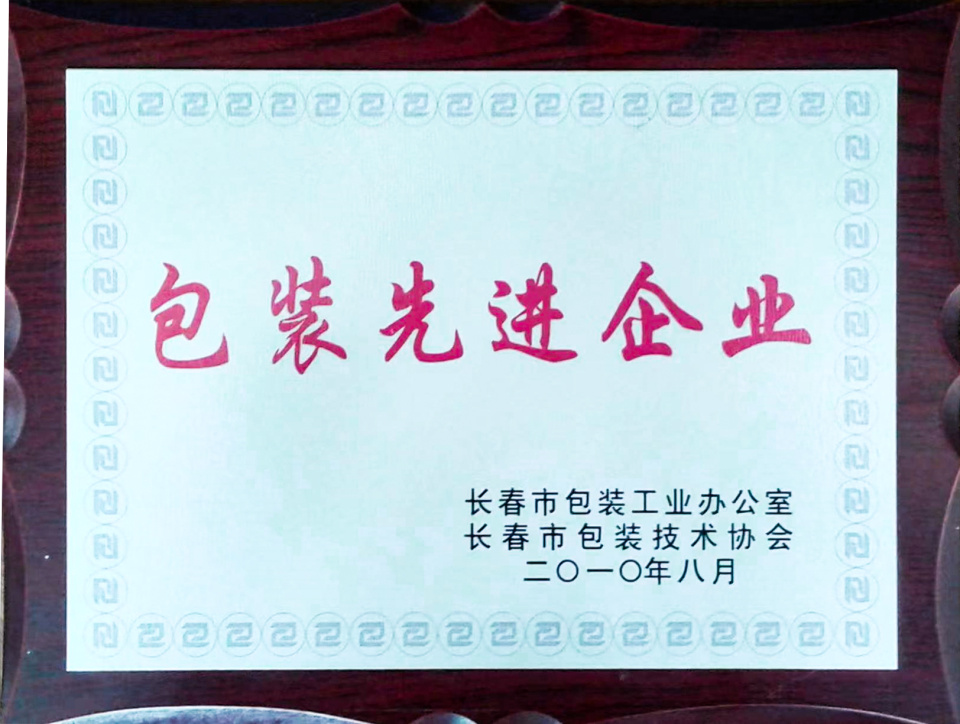 包装先进企业
长春市包装工业办公室
长春市包装技术协会
二〇一〇年八月